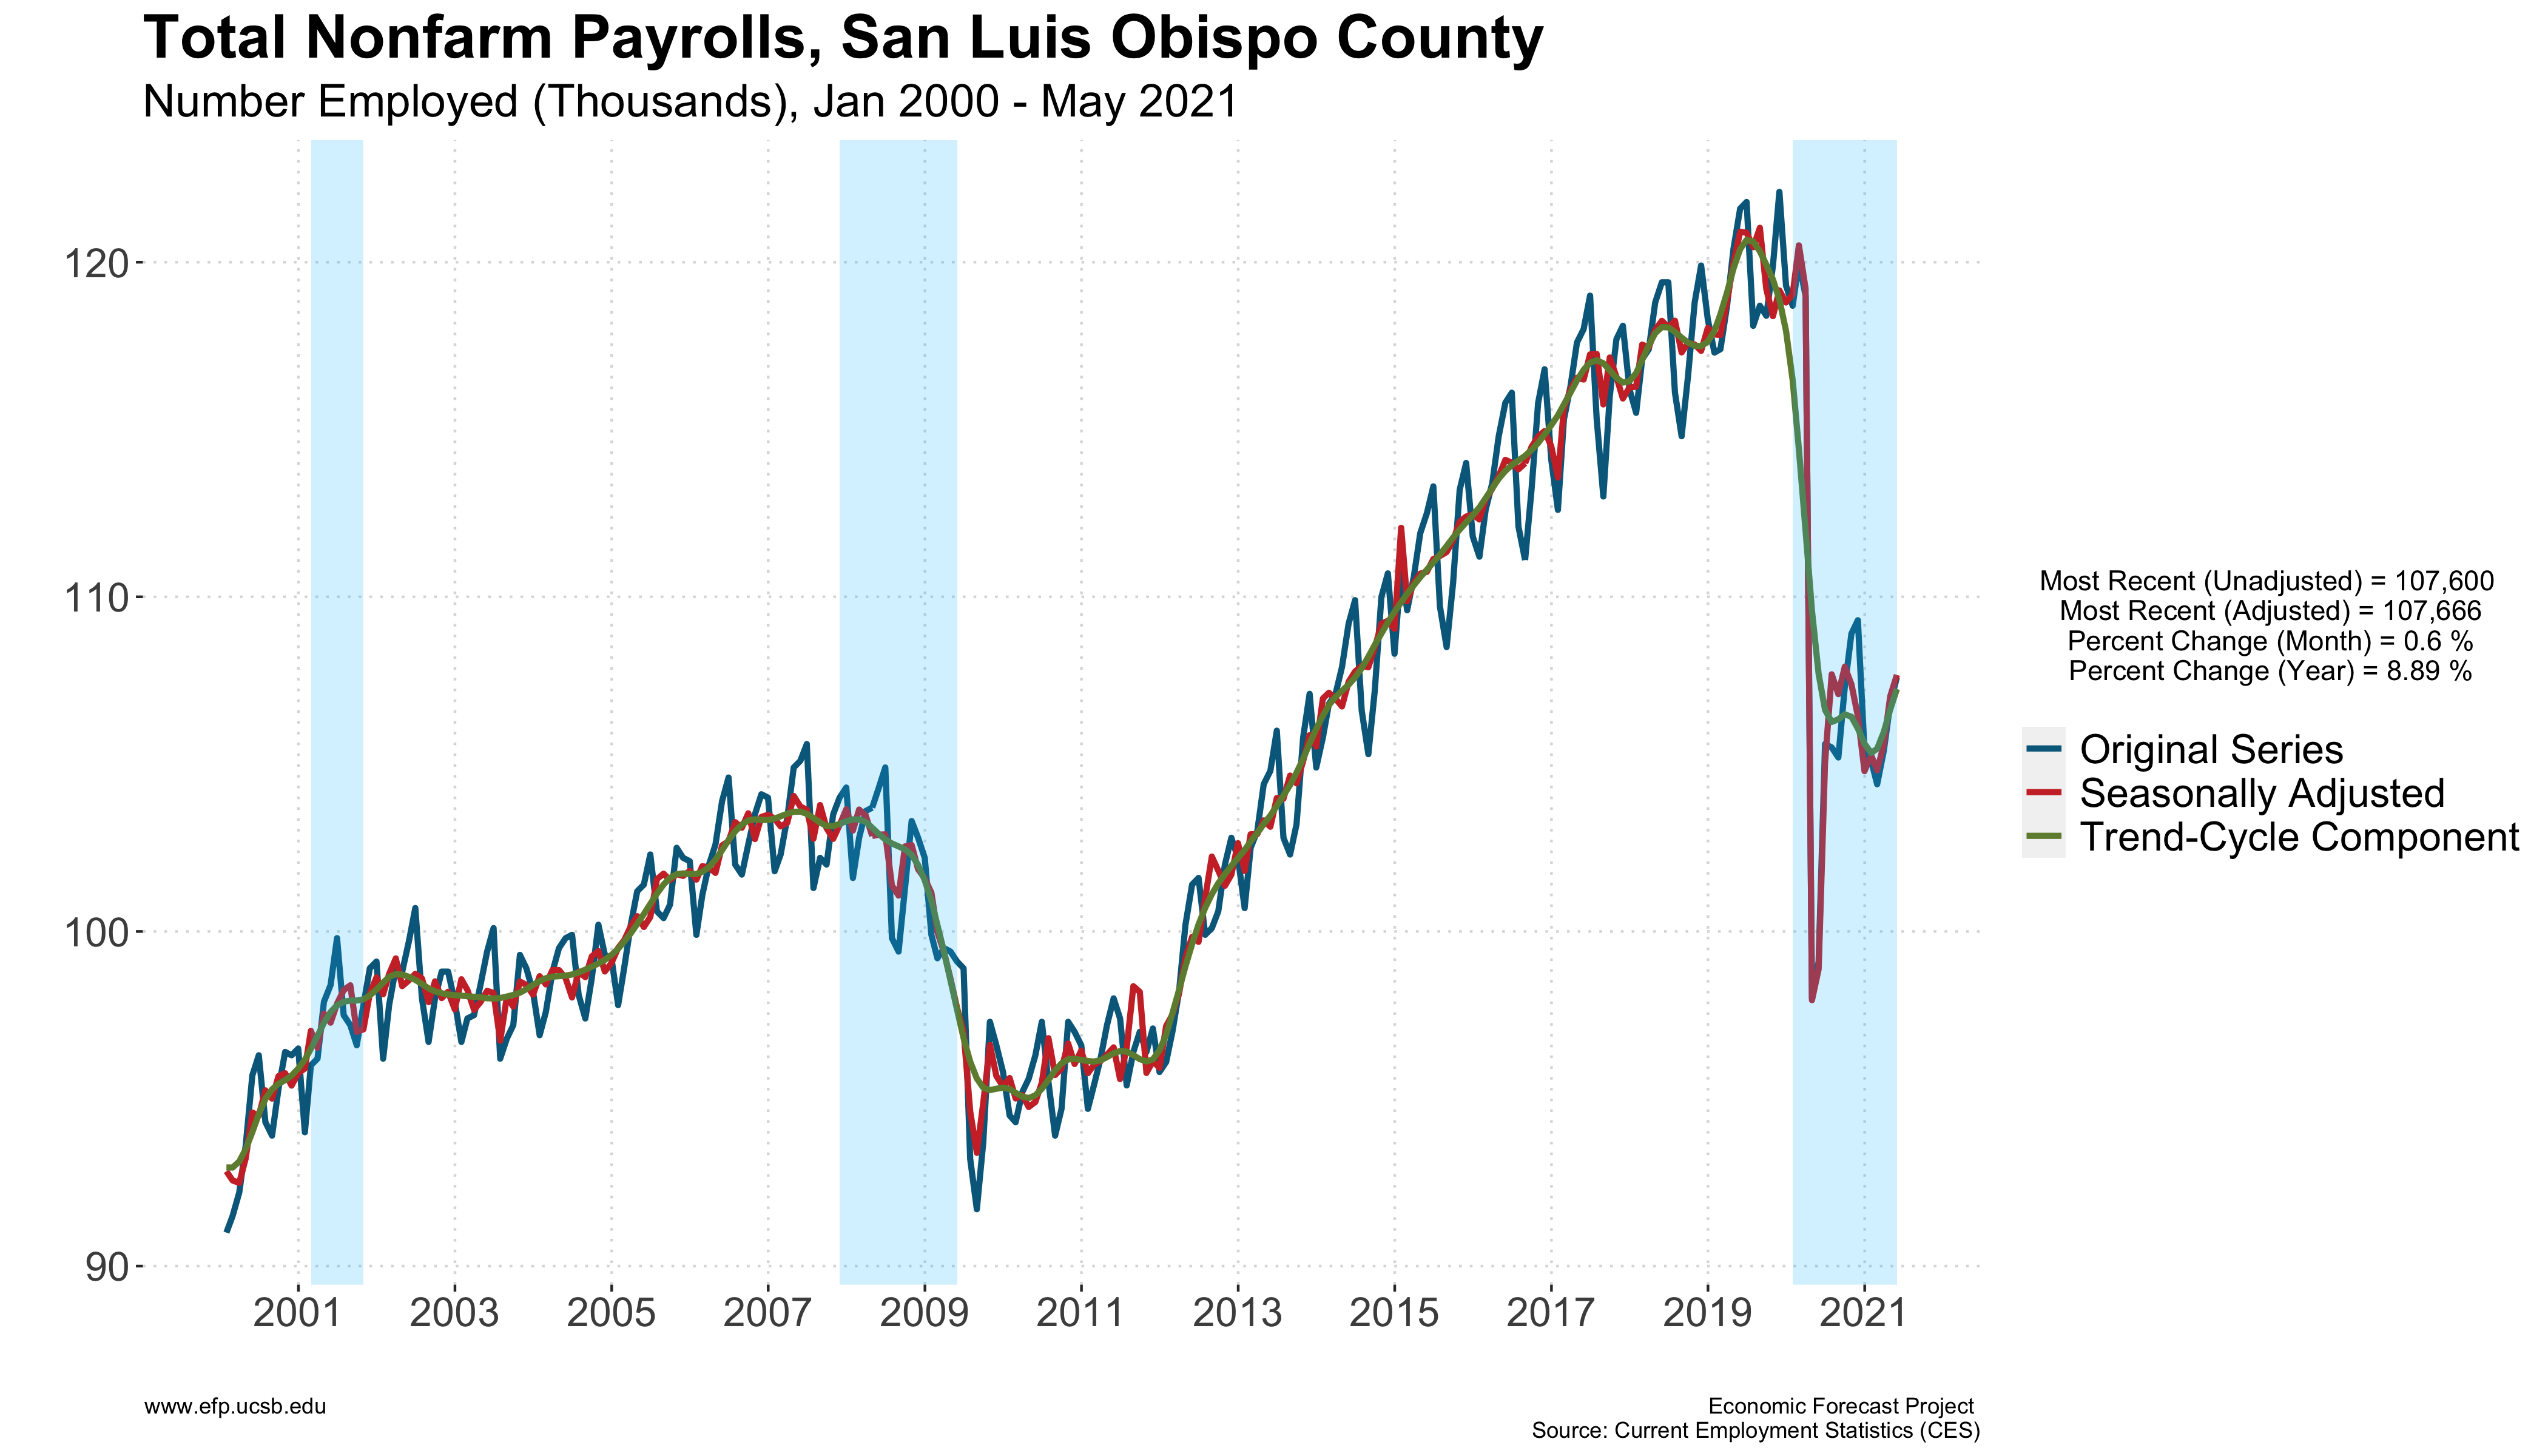 Total Nonfarm Payrolls, San Luis Obispo County
Number Employed (Thousands), Jan 2000 - May 2021
120
110
100
90
2001 2003 2005 2007 2009 2011 2013 2015 2017 2019 2021
Most Recent (Unadjusted) = 107,600
Most Recent (Adjusted) = 107,666
Percent Change (Month) = 0.6 %
Percent Change (Year) = 8.89 %
Original Series
Seasonally Adjusted
Trend-Cycle Component
www.efp.ucsb.edu
Economic Forecast Project
Source: Current Employment Statistics (CES)